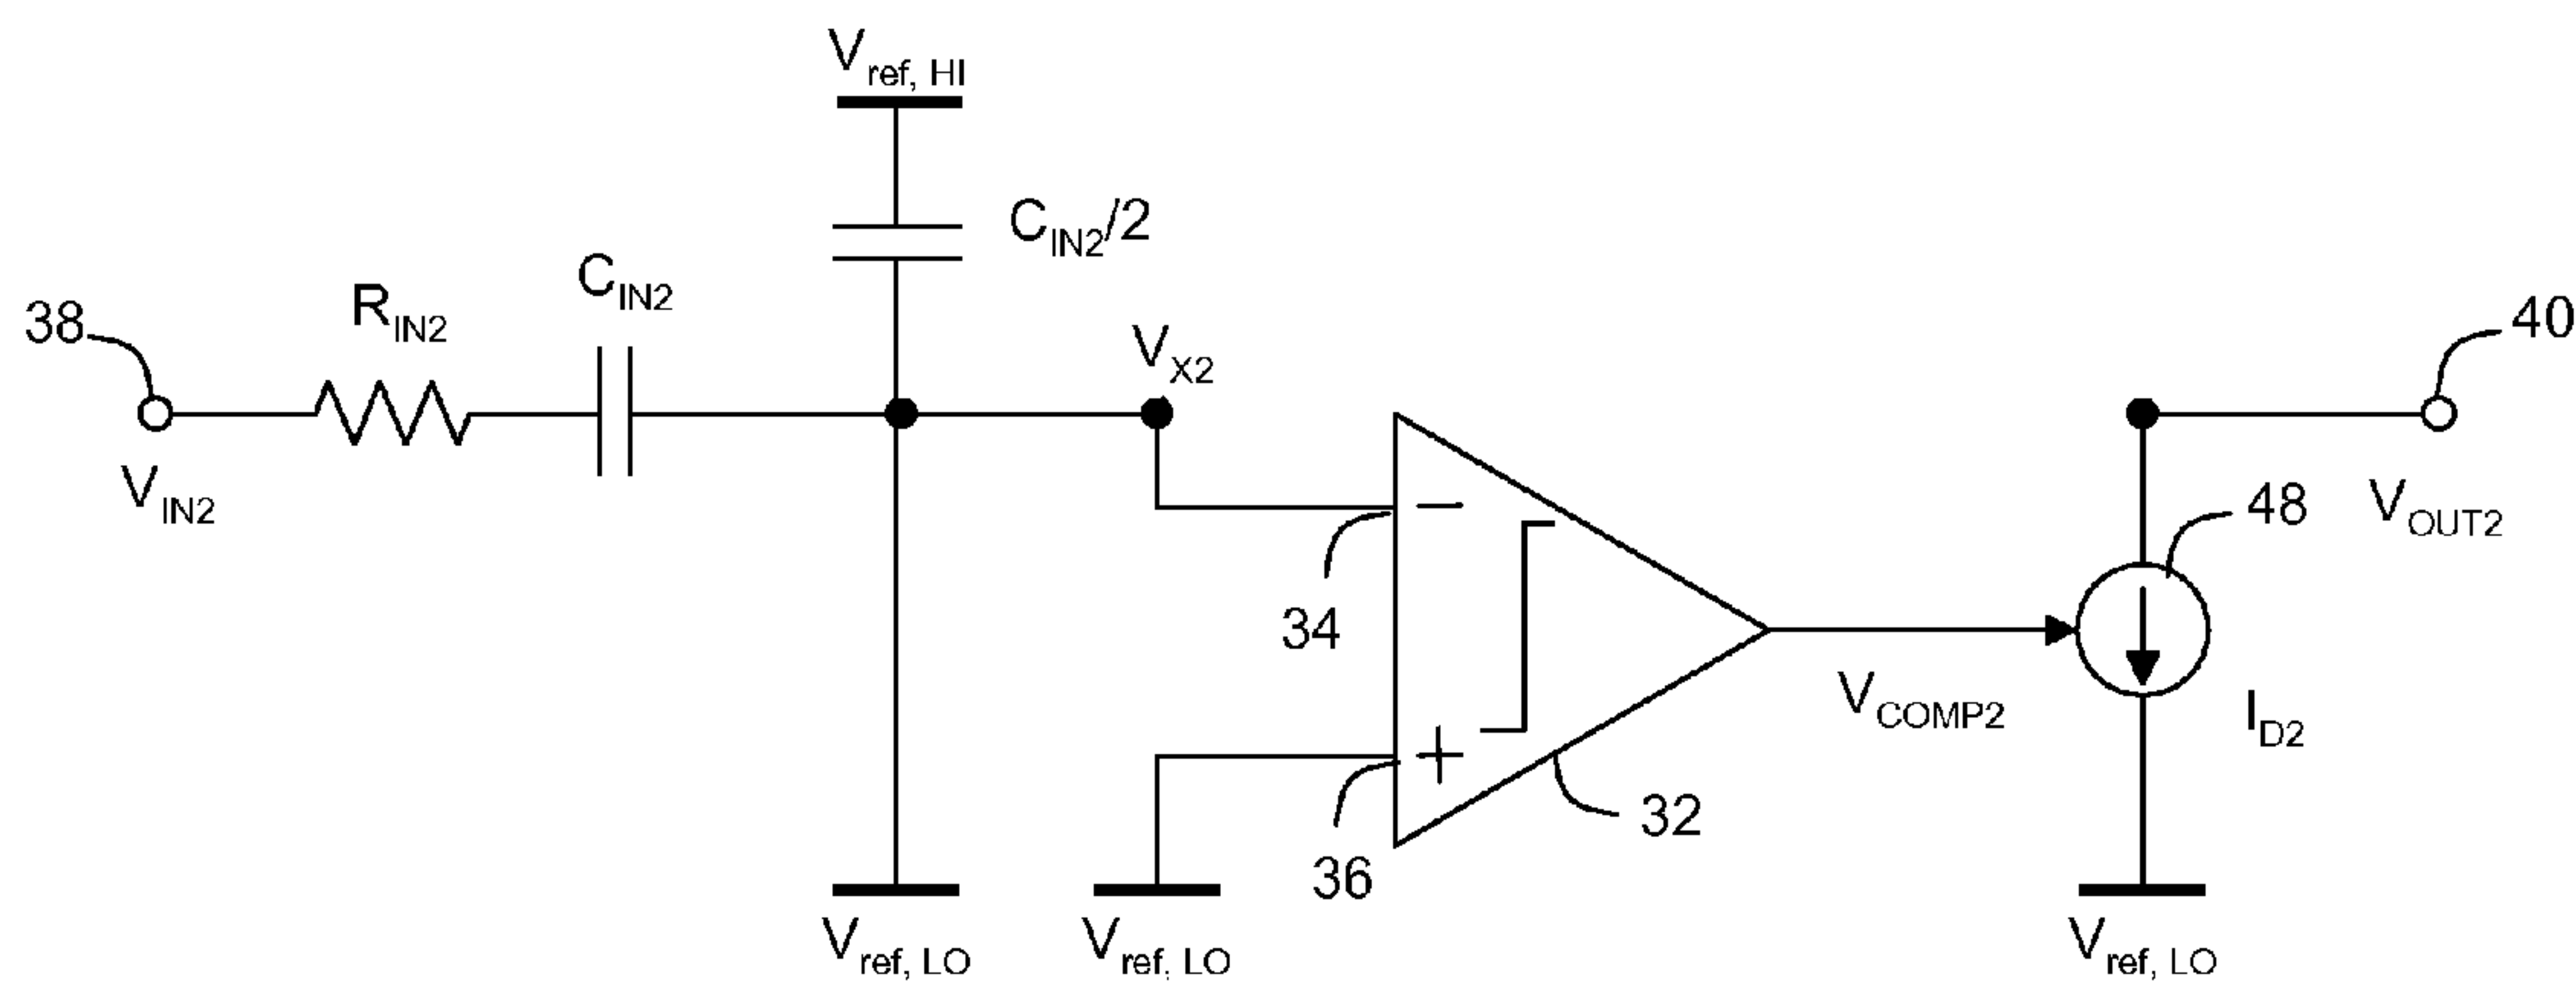 V_ref, HI
C_IN2/2
C_IN2
R_IN2
38
V_X2
40
V_IN2
48
V_OUT2
−
34
V_COMP2
I_D2
+
32
36
V_ref, LO
V_ref, LO
V_ref, LO